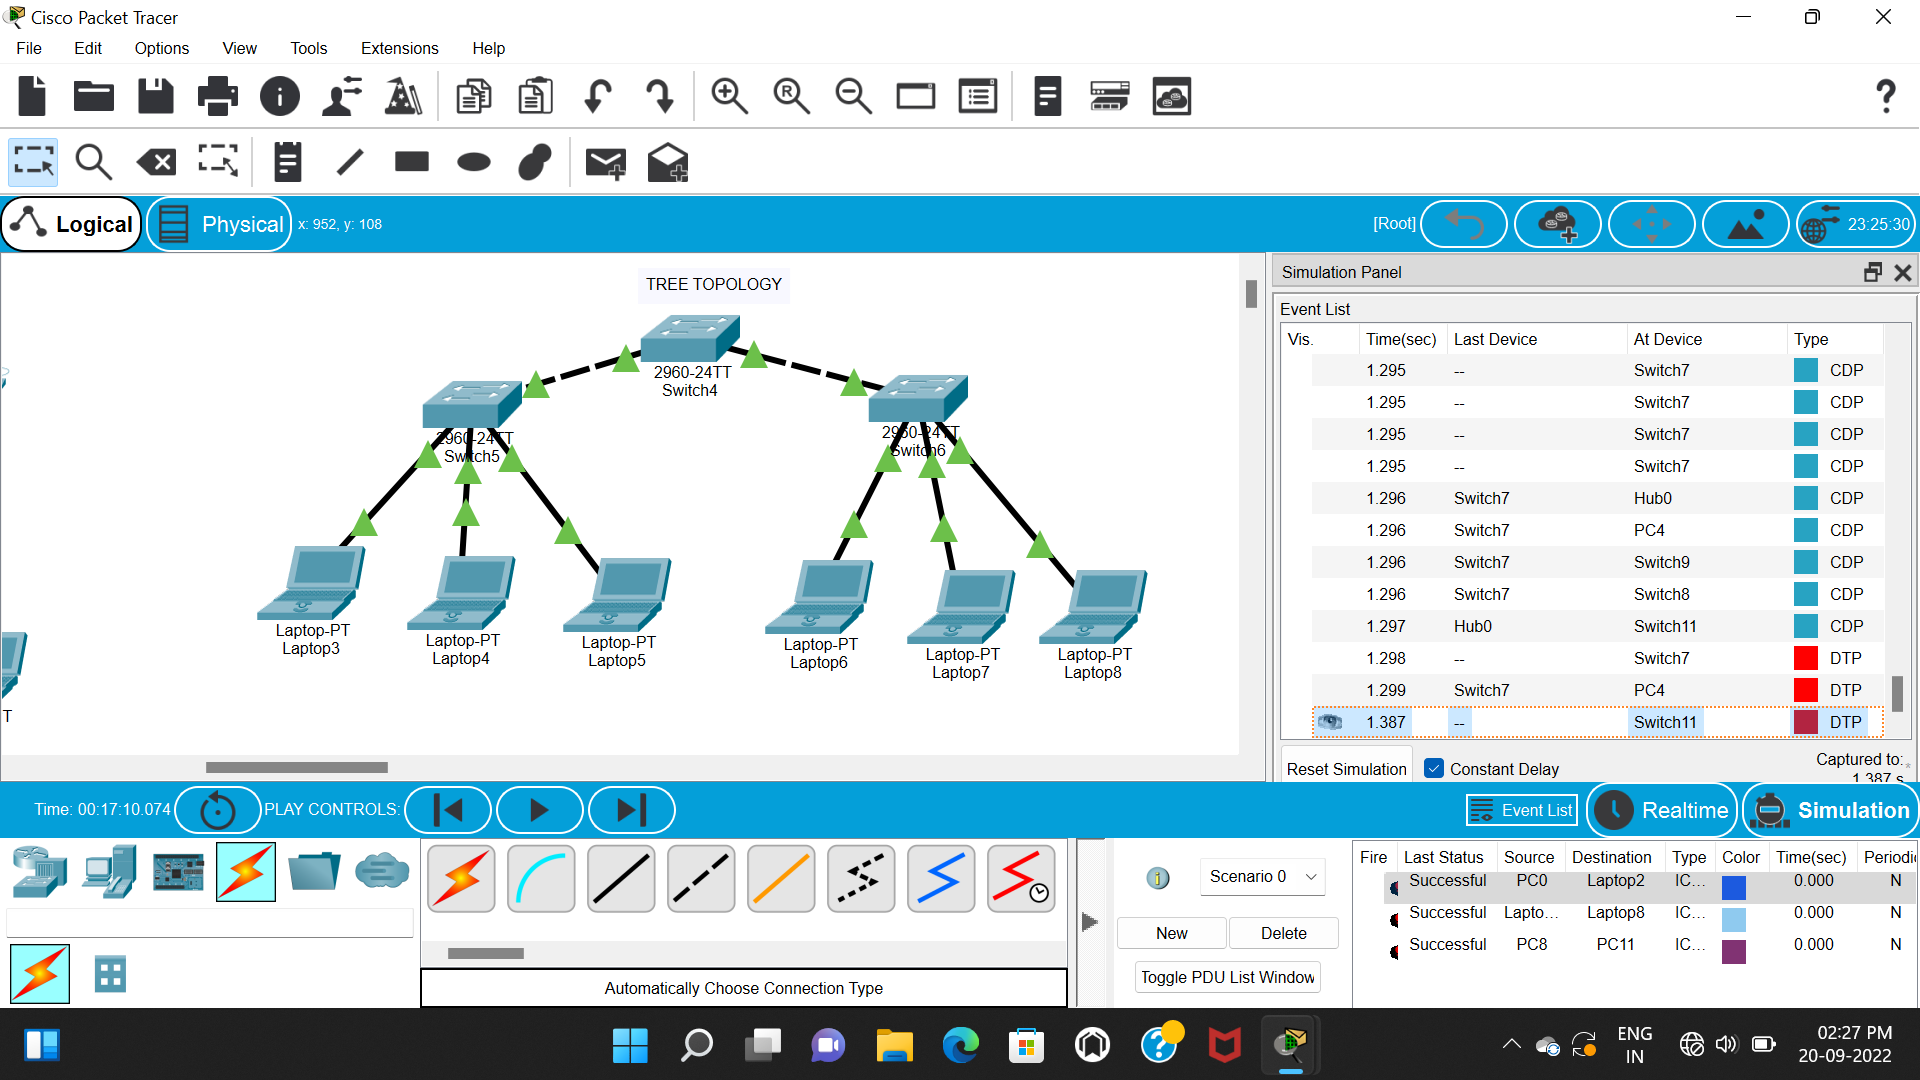 Cisco Packet Tracer
File Edit Options View Tools Extensions Help
R
?
Logical Physical x: 952, y: 108 [Root] 23:25:30
TREE TOPOLOGY
2960-24TT
Switch4
2960-24TT
Switch5
2960-24TT
Switch6
Laptop-PT
Laptop3
Laptop-PT
Laptop4
Laptop-PT
Laptop5
Laptop-PT
Laptop6
Laptop-PT
Laptop7
Laptop-PT
Laptop8
T
Simulation Panel
Event List
Vis. Time(sec) Last Device At Device Type
1.295 -- Switch7 CDP
1.295 -- Switch7 CDP
1.295 -- Switch7 CDP
1.295 -- Switch7 CDP
1.296 Switch7 Hub0 CDP
1.296 Switch7 PC4 CDP
1.296 Switch7 Switch9 CDP
1.296 Switch7 Switch8 CDP
1.297 Hub0 Switch11 CDP
1.298 -- Switch7 DTP
1.299 Switch7 PC4 DTP
1.387 -- Switch11 DTP
Reset Simulation Constant Delay Captured to:*
1.387 s
Time: 00:17:10.074 PLAY CONTROLS: Event List Realtime Simulation
Automatically Choose Connection Type
Scenario 0
New Delete
Toggle PDU List Window
Fire Last Status Source Destination Type Color Time(sec) Periodi
Successful PC0 Laptop2 IC... 0.000 N
Successful Lapto... Laptop8 IC... 0.000 N
Successful PC8 PC11 IC... 0.000 N
ENG
IN
02:27 PM
20-09-2022